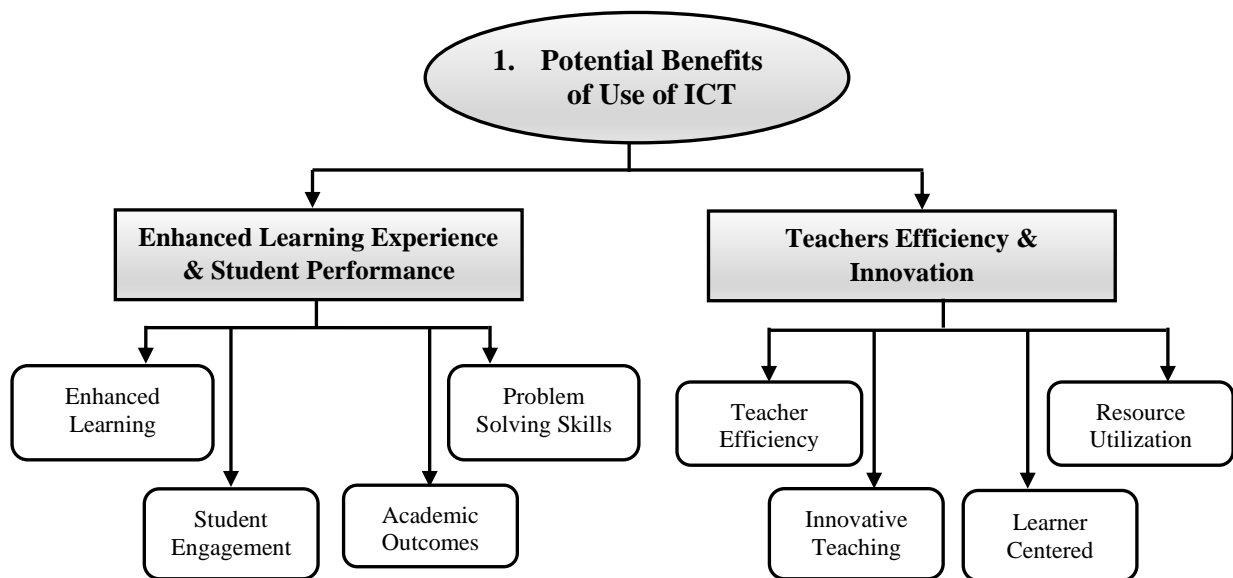 1. Potential Benefits
of Use of ICT
Enhanced Learning Experience
& Student Performance
Teachers Efficiency &
Innovation
Enhanced
Learning
Problem
Solving Skills
Teacher
Efficiency
Resource
Utilization
Student
Engagement
Academic
Outcomes
Innovative
Teaching
Learner
Centered